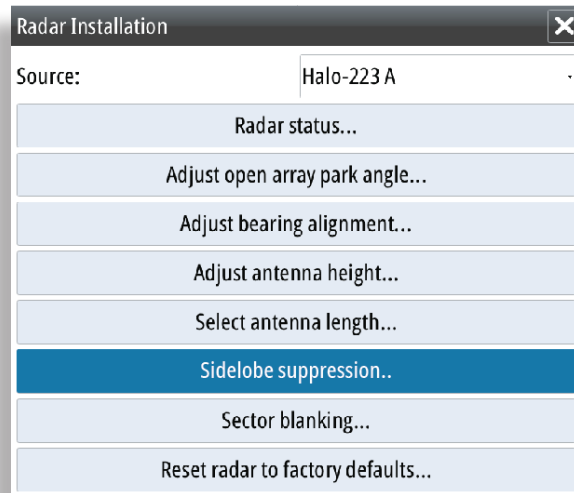 Radar Installation
Source: Halo-223 A
Radar status...
Adjust open array park angle...
Adjust bearing alignment...
Adjust antenna height...
Select antenna length...
Sidelobe suppression..
Sector blanking...
Reset radar to factory defaults...